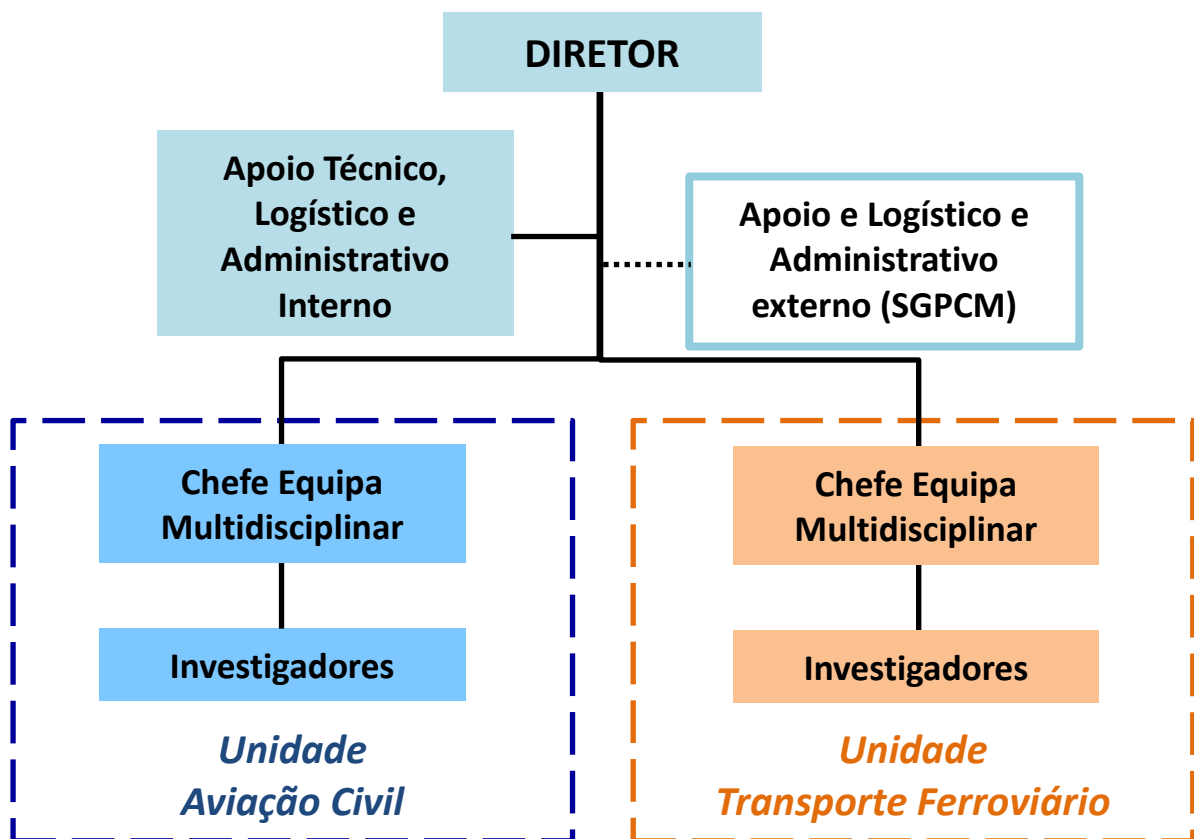 DIRETOR
Apoio Técnico,
Logístico e
Administrativo
Interno
Apoio e Logístico e
Administrativo
externo (SGPCM)
Chefe Equipa
Multidisciplinar
Investigadores
Unidade
Aviação Civil
Chefe Equipa
Multidisciplinar
Investigadores
Unidade
Transporte Ferroviário